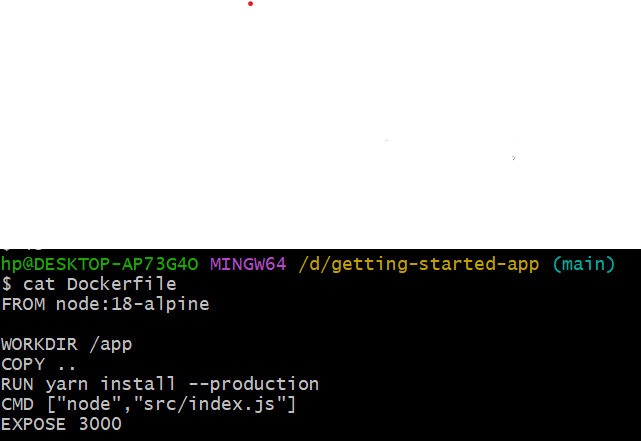 hp@DESKTOP-AP73G4O MINGW64 /d/getting-started-app (main)
$ cat Dockerfile
FROM node:18-alpine
WORKDIR /app
COPY ..
RUN yarn install --production
CMD ["node","src/index.js"]
EXPOSE 3000